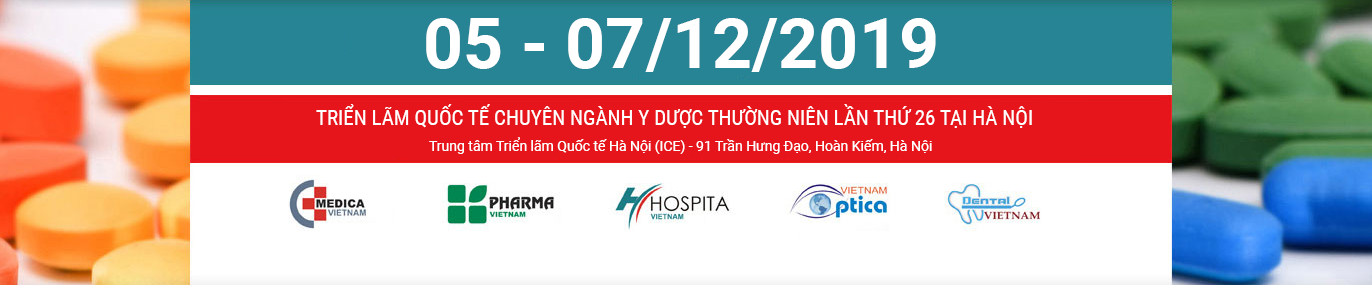 05 - 07/12/2019
TRIỂN LÃM QUỐC TẾ CHUYÊN NGÀNH Y DƯỢC THƯỜNG NIÊN LẦN THỨ 26 TẠI HÀ NỘI
Trung tâm Triển lãm Quốc tế Hà Nội (ICE) - 91 Trần Hưng Đạo, Hoàn Kiếm, Hà Nội
MEDICA
VIETNAM
PHARMA
VIETNAM
HOSPITA
VIETNAM
VIETNAM
Optica
DENTAL
VIETNAM